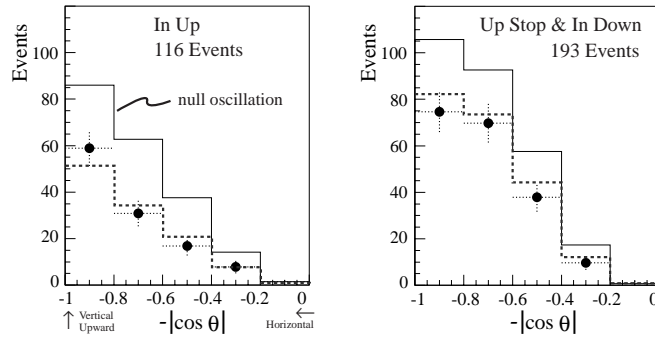 In Up
116 Events
null oscillation
Events
120
100
80
60
40
20
0
-1 -0.8 -0.6 -0.4 -0.2 0
↑ Vertical Upward
-|cos θ|
Horizontal ←
Up Stop & In Down
193 Events
Events
120
100
80
60
40
20
0
-1 -0.8 -0.6 -0.4 -0.2 0
-|cos θ|